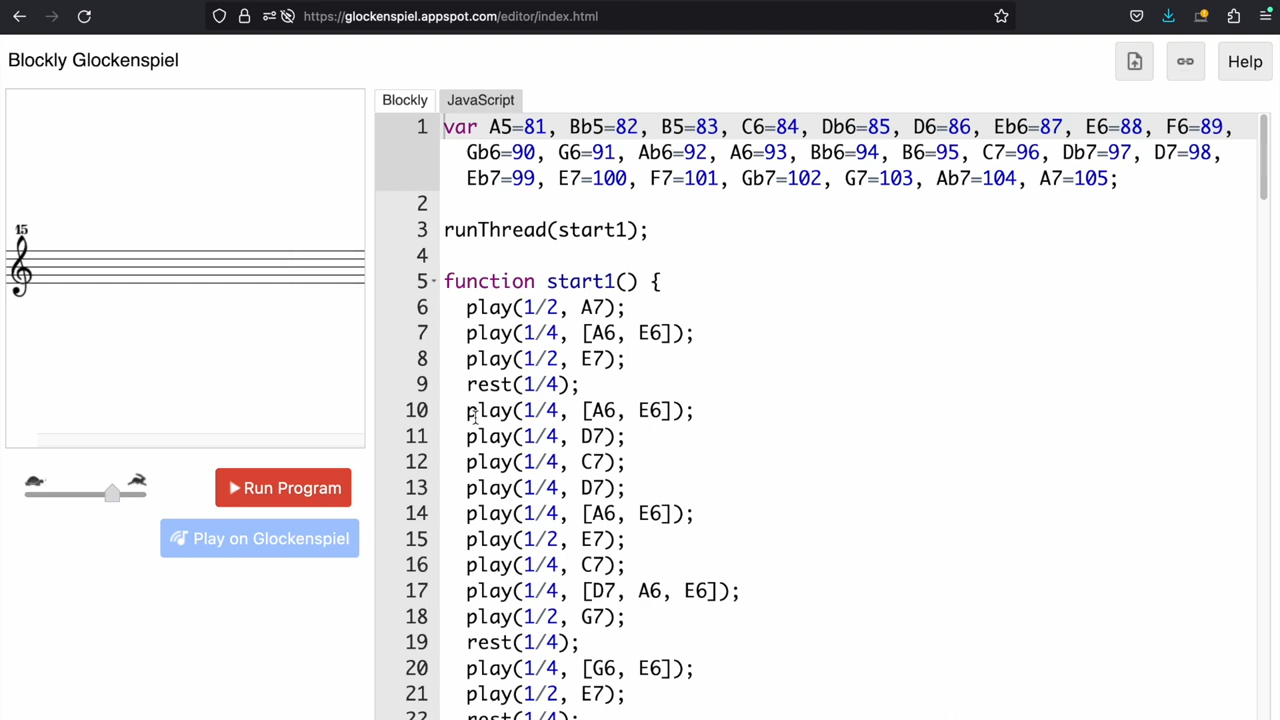 https://glockenspiel.appspot.com/editor/index.html
Blockly Glockenspiel
Help
15
Run Program
Play on Glockenspiel
Blockly JavaScript
1 var A5=81, Bb5=82, B5=83, C6=84, Db6=85, D6=86, Eb6=87, E6=88, F6=89,
Gb6=90, G6=91, Ab6=92, A6=93, Bb6=94, B6=95, C7=96, Db7=97, D7=98,
Eb7=99, E7=100, F7=101, Gb7=102, G7=103, Ab7=104, A7=105;
2
3 runThread(start1);
4
5 function start1() {
6 play(1/2, A7);
7 play(1/4, [A6, E6]);
8 play(1/2, E7);
9 rest(1/4);
10 play(1/4, [A6, E6]);
11 play(1/4, D7);
12 play(1/4, C7);
13 play(1/4, D7);
14 play(1/4, [A6, E6]);
15 play(1/2, E7);
16 play(1/4, C7);
17 play(1/4, [D7, A6, E6]);
18 play(1/2, G7);
19 rest(1/4);
20 play(1/4, [G6, E6]);
21 play(1/2, E7);
22 rest(1/4);